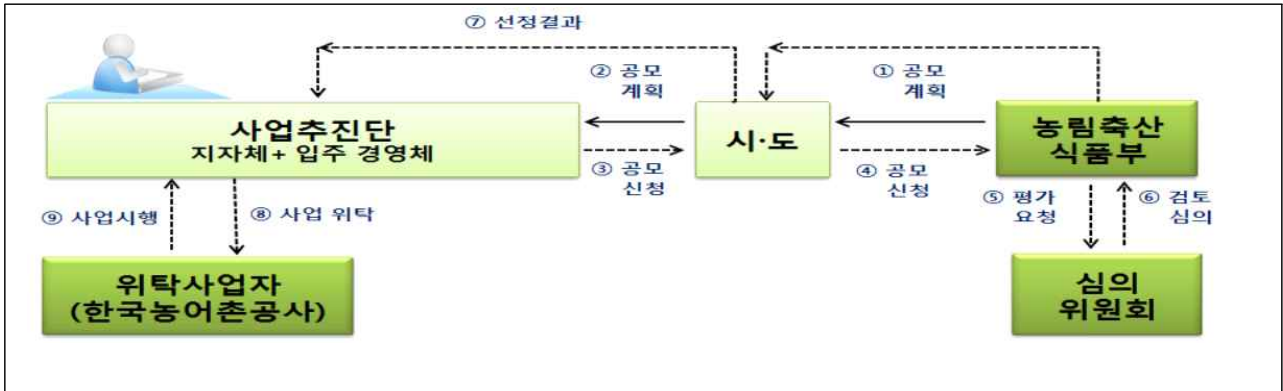 ⑦ 선정결과
② 공모
계획
① 공모
계획
사업추진단
지자체+ 입주 경영체
시·도
농림축산
식품부
③ 공모
신청
④ 공모
신청
⑤ 평가
요청
⑥ 검토
심의
⑨ 사업시행
⑧ 사업 위탁
위탁사업자
(한국농어촌공사)
심의
위원회